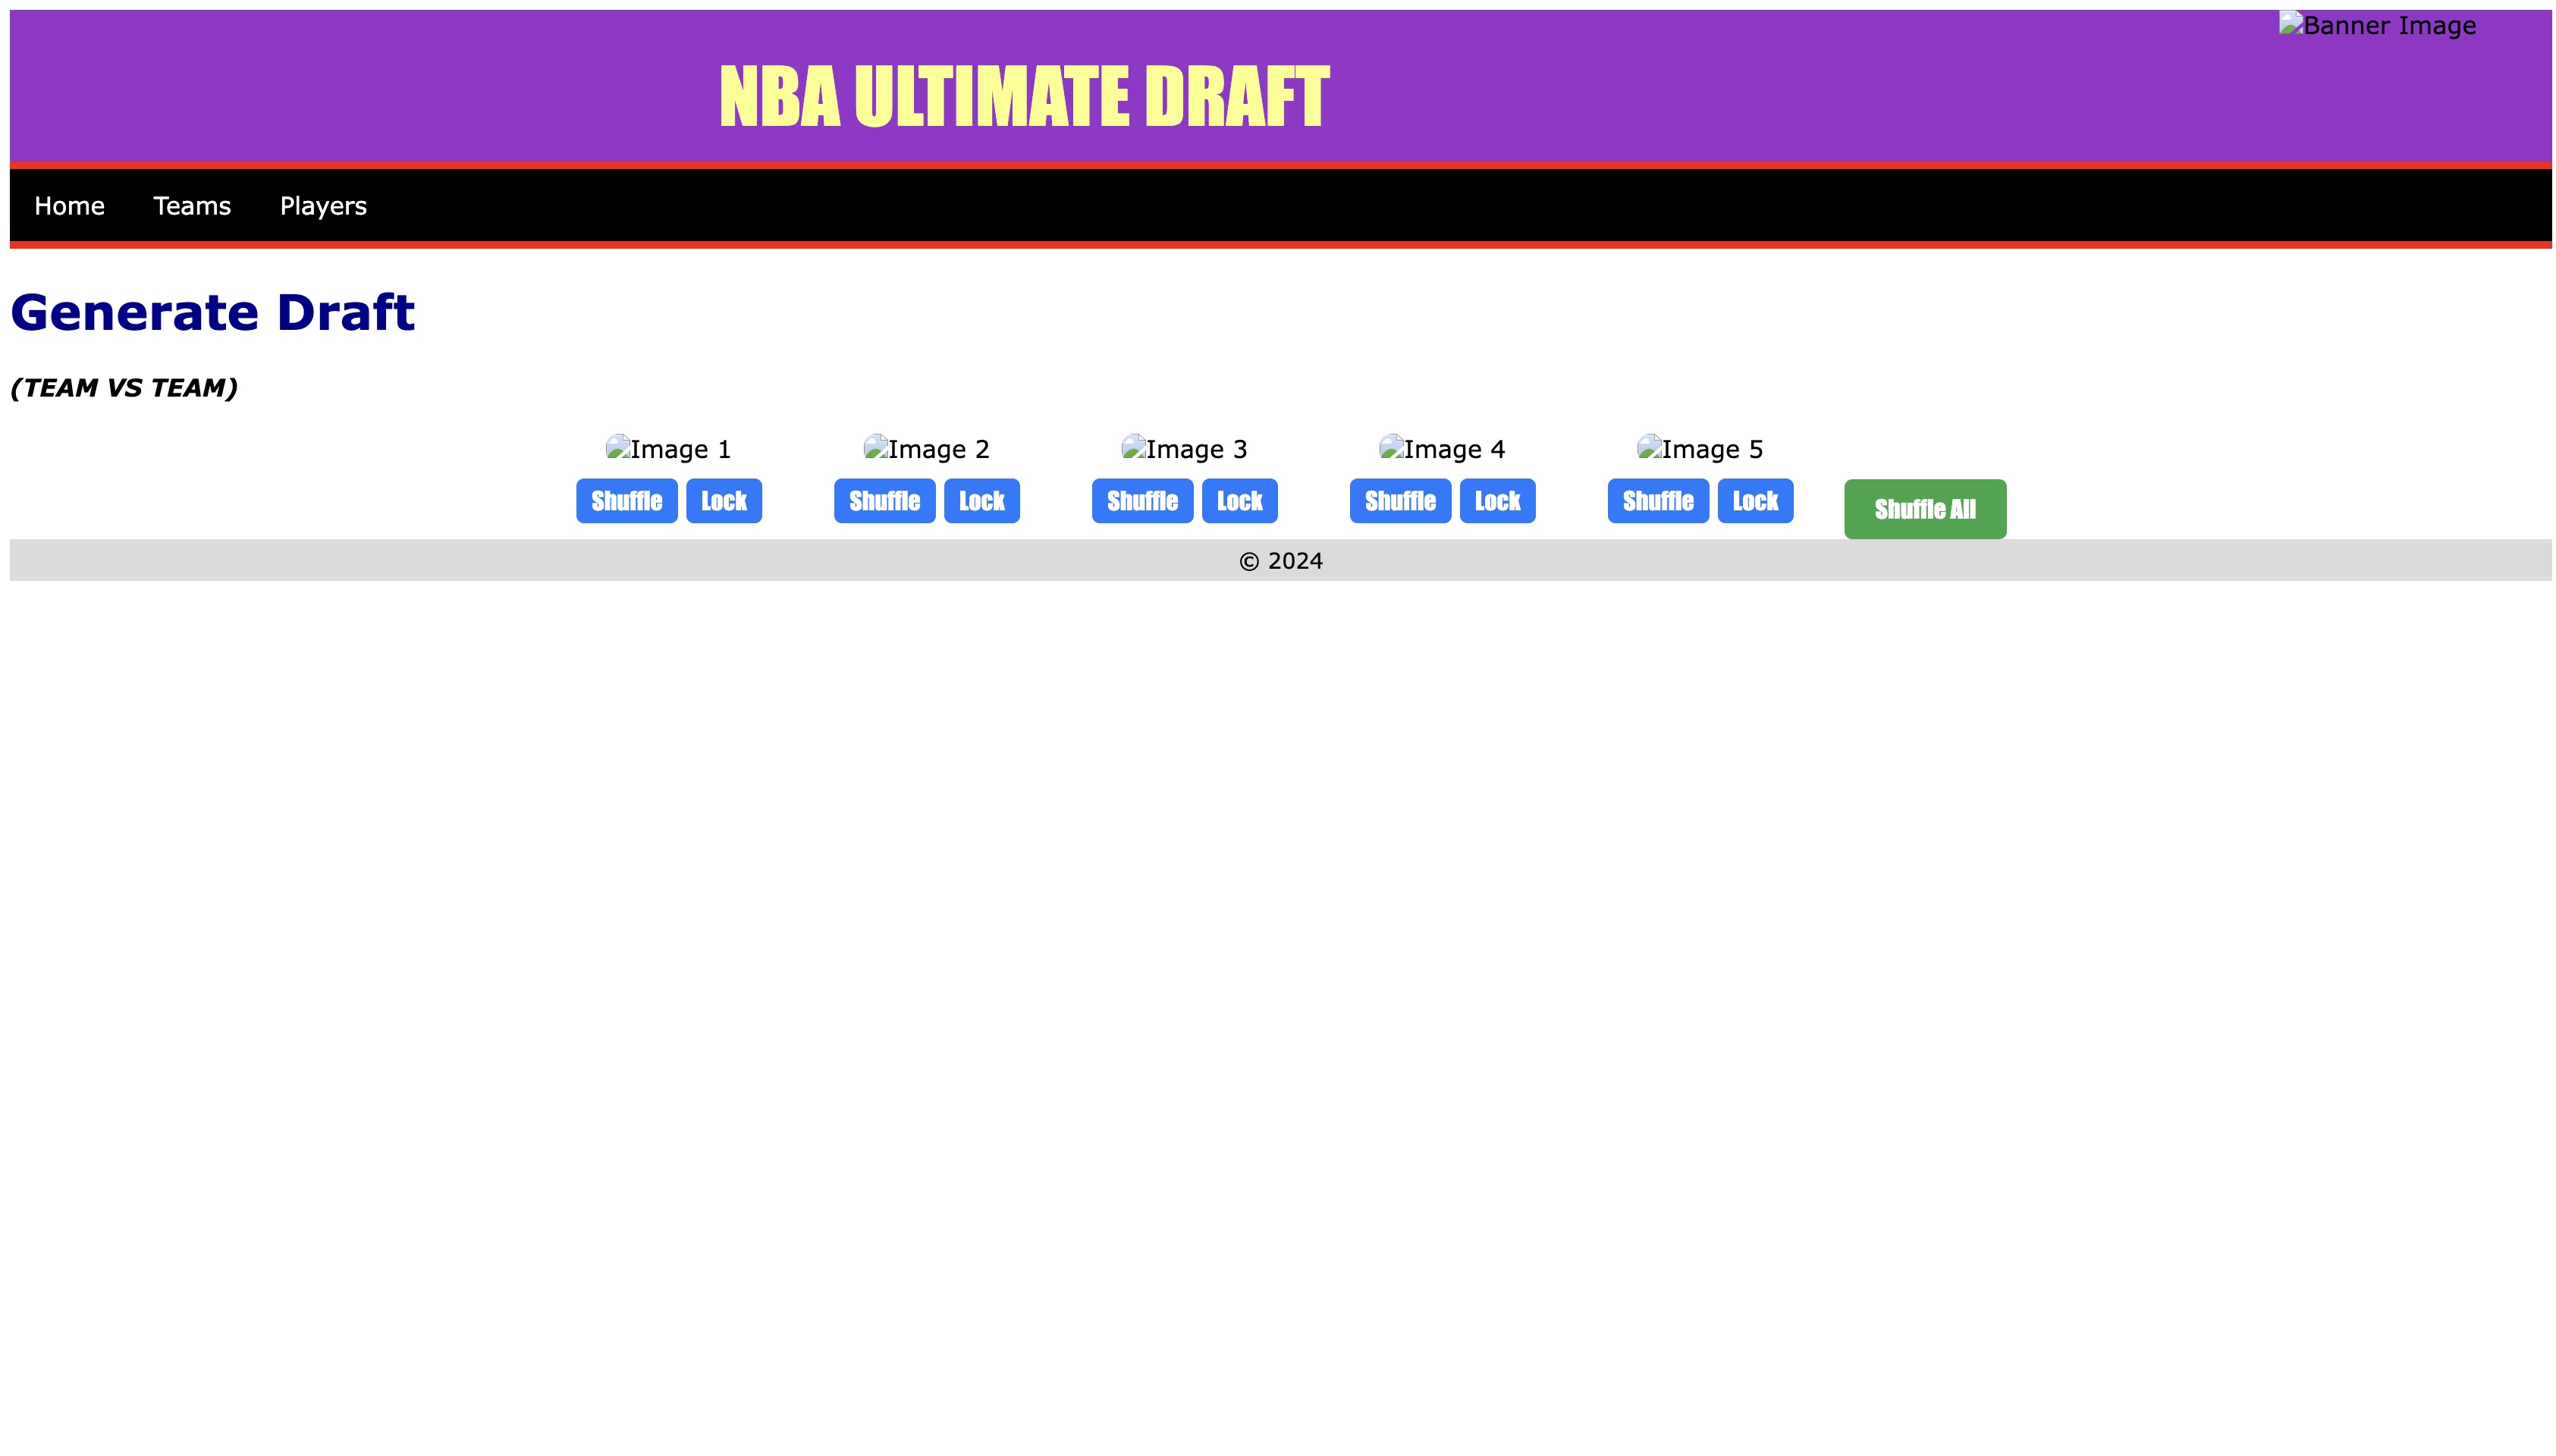 Banner Image
NBA ULTIMATE DRAFT
Home Teams Players
Generate Draft
(TEAM VS TEAM)
Image 1 Image 2 Image 3 Image 4 Image 5
Shuffle Lock Shuffle Lock Shuffle Lock Shuffle Lock Shuffle Lock Shuffle All
© 2024